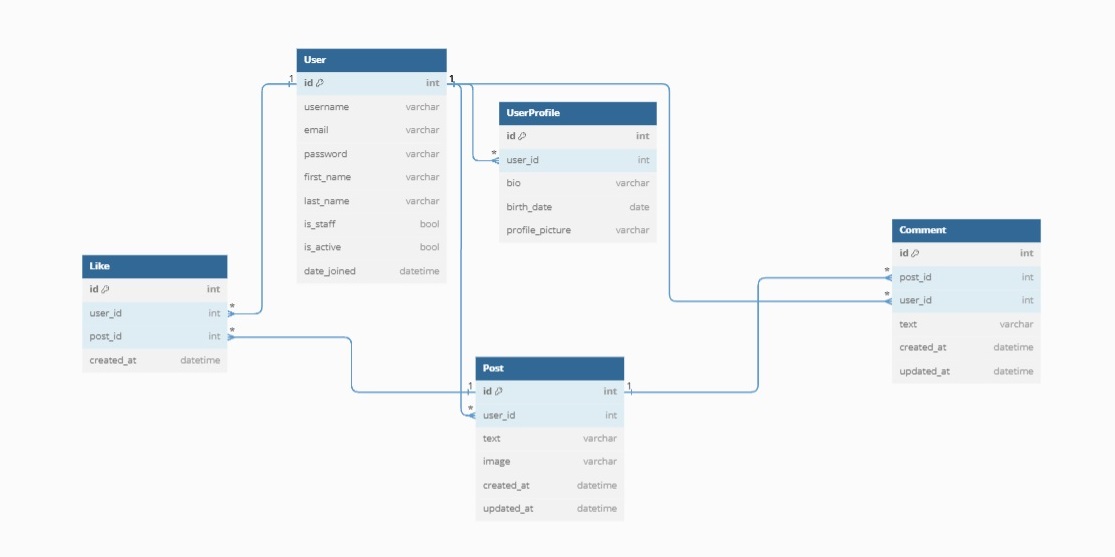 User
1 id int 1
username varchar
email varchar
password varchar
first_name varchar
last_name varchar
is_staff bool
is_active bool
date_joined datetime
UserProfile
id int
* user_id int
bio varchar
birth_date date
profile_picture varchar
Comment
id int
* post_id int
* user_id int
text varchar
created_at datetime
updated_at datetime
Like
id int
user_id int *
post_id int *
created_at datetime
Post
1 id int 1
* user_id int
text varchar
image varchar
created_at datetime
updated_at datetime